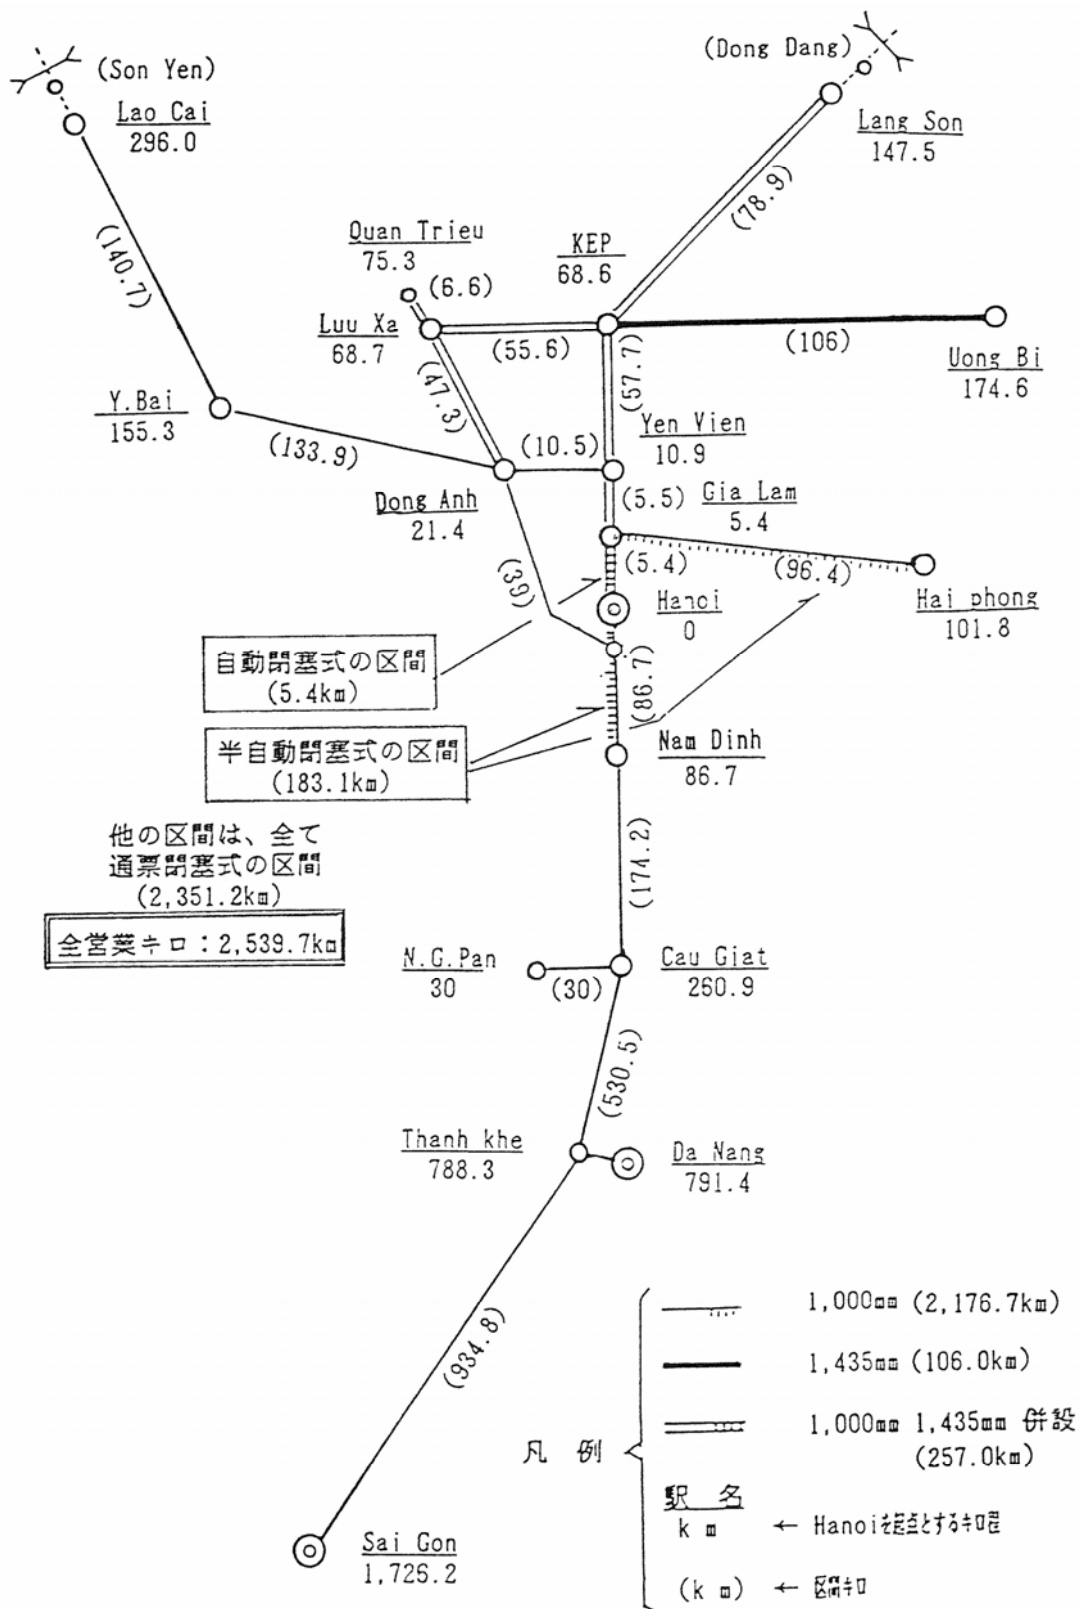 (Son Yen)
Lao Cai
296.0
(Dong Dang)
Lang Son
147.5
(140.7)
(78.9)
Quan Trieu
75.3
(6.6)
KEP
68.6
Luu Xa
68.7
(55.6)
(106)
Uong Bi
174.6
(47.3)
(57.7)
Y.Bai
155.3
(133.9)
(10.5)
Yen Vien
10.9
Dong Anh
21.4
(5.5)
Gia Lam
5.4
(39)
(5.4)
(96.4)
Hanoi
0
Hai phong
101.8
自動閉塞式の区間
(5.4km)
(86.7)
半自動閉塞式の区間
(183.1km)
Nam Dinh
86.7
他の区間は、全て
通票閉塞式の区間
(2,351.2km)
全営業キロ:2,539.7km
(174.2)
N.G.Pan
30
(30)
Cau Giat
260.9
(530.5)
Thanh khe
788.3
Da Nang
791.4
(934.8)
Sai Gon
1,726.2
凡 例
1,000mm (2,176.7km)
1,435mm (106.0km)
1,000mm 1,435mm 併設
(257.0km)
駅 名
km ← Hanoiを起点とするキロ程
(km) ← 区間キロ